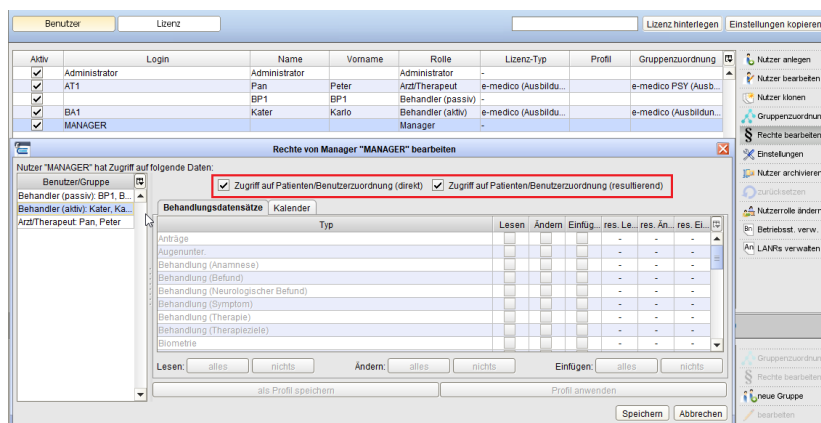 Benutzer Lizenz Lizenz hinterlegen Einstellungen kopieren
Aktiv Login Name Vorname Rolle Lizenz-Typ Profil Gruppenzuordnung
Administrator Administrator Administrator -
AT1 Pan Peter Arzt/Therapeut e-medico (Ausbildu... e-medico PSY (Ausb...
BP1 BP1 Behandler (passiv) -
BA1 Kater Karlo Behandler (aktiv) e-medico (Ausbildu... e-medico (Ausbildun...
MANAGER Manager -
Nutzer anlegen
Nutzer bearbeiten
Nutzer klonen
Gruppenzuordnun
§ Rechte bearbeiten
Einstellungen
Nutzer archivieren
zurücksetzen
Nutzerrolle ändern
Bn Betriebsst. verw.
An LANRs verwalten
Rechte von Manager "MANAGER" bearbeiten
Nutzer "MANAGER" hat Zugriff auf folgende Daten:
Benutzer/Gruppe
Behandler (passiv): BP1, B...
Behandler (aktiv): Kater, Ka...
Arzt/Therapeut: Pan, Peter
Zugriff auf Patienten/Benutzerzuordnung (direkt) Zugriff auf Patienten/Benutzerzuordnung (resultierend)
Behandlungsdatensätze Kalender
Typ Lesen Ändern Einfüg... res. Le... res. Än... res. Ei...
Anträge - - -
Augenunter. - - -
Behandlung (Anamnese) - - -
Behandlung (Befund) - - -
Behandlung (Neurologischer Befund) - - -
Behandlung (Symptom) - - -
Behandlung (Therapie) - - -
Behandlung (Therapieziele) - - -
Biometrie - - -
Lesen: alles nichts Ändern: alles nichts Einfügen: alles nichts
als Profil speichern Profil anwenden
Speichern Abbrechen
Gruppenzuordnun
§ Rechte bearbeiten
neue Gruppe
bearbeiten